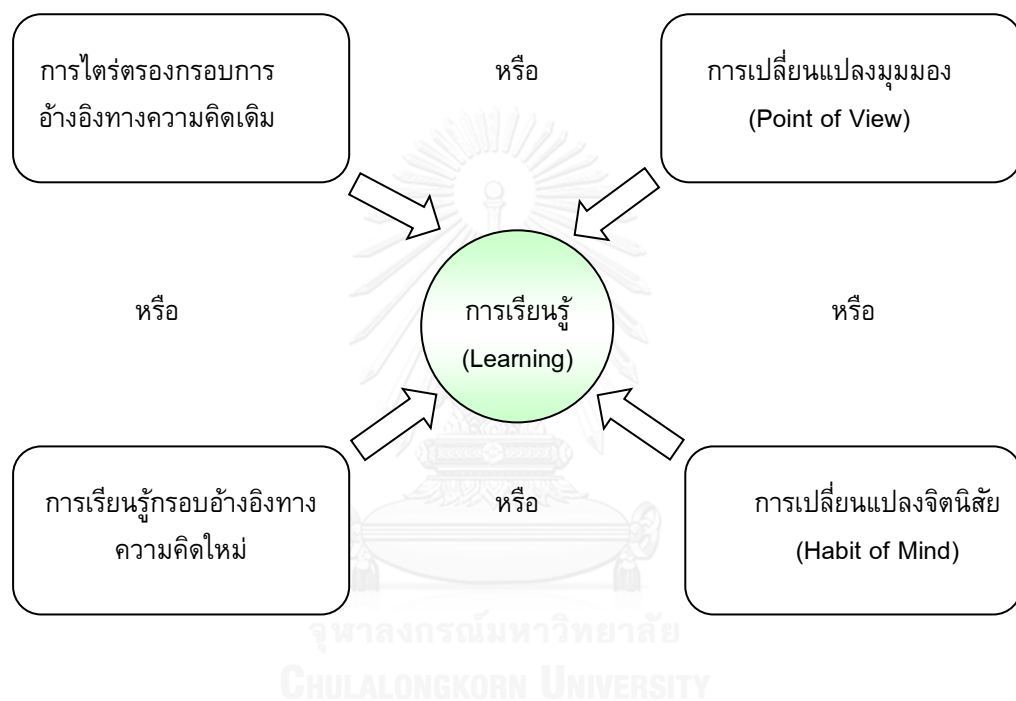 การไตร่ตรองกรอบการ
อ้างอิงทางความคิดเดิม
หรือ
การเปลี่ยนแปลงมุมมอง
(Point of View)
หรือ
การเรียนรู้
(Learning)
หรือ
การเรียนรู้กรอบอ้างอิงทาง
ความคิดใหม่
หรือ
การเปลี่ยนแปลงจิตนิสัย
(Habit of Mind)
จุฬาลงกรณ์มหาวิทยาลัย
CHULALONGKORN UNIVERSITY